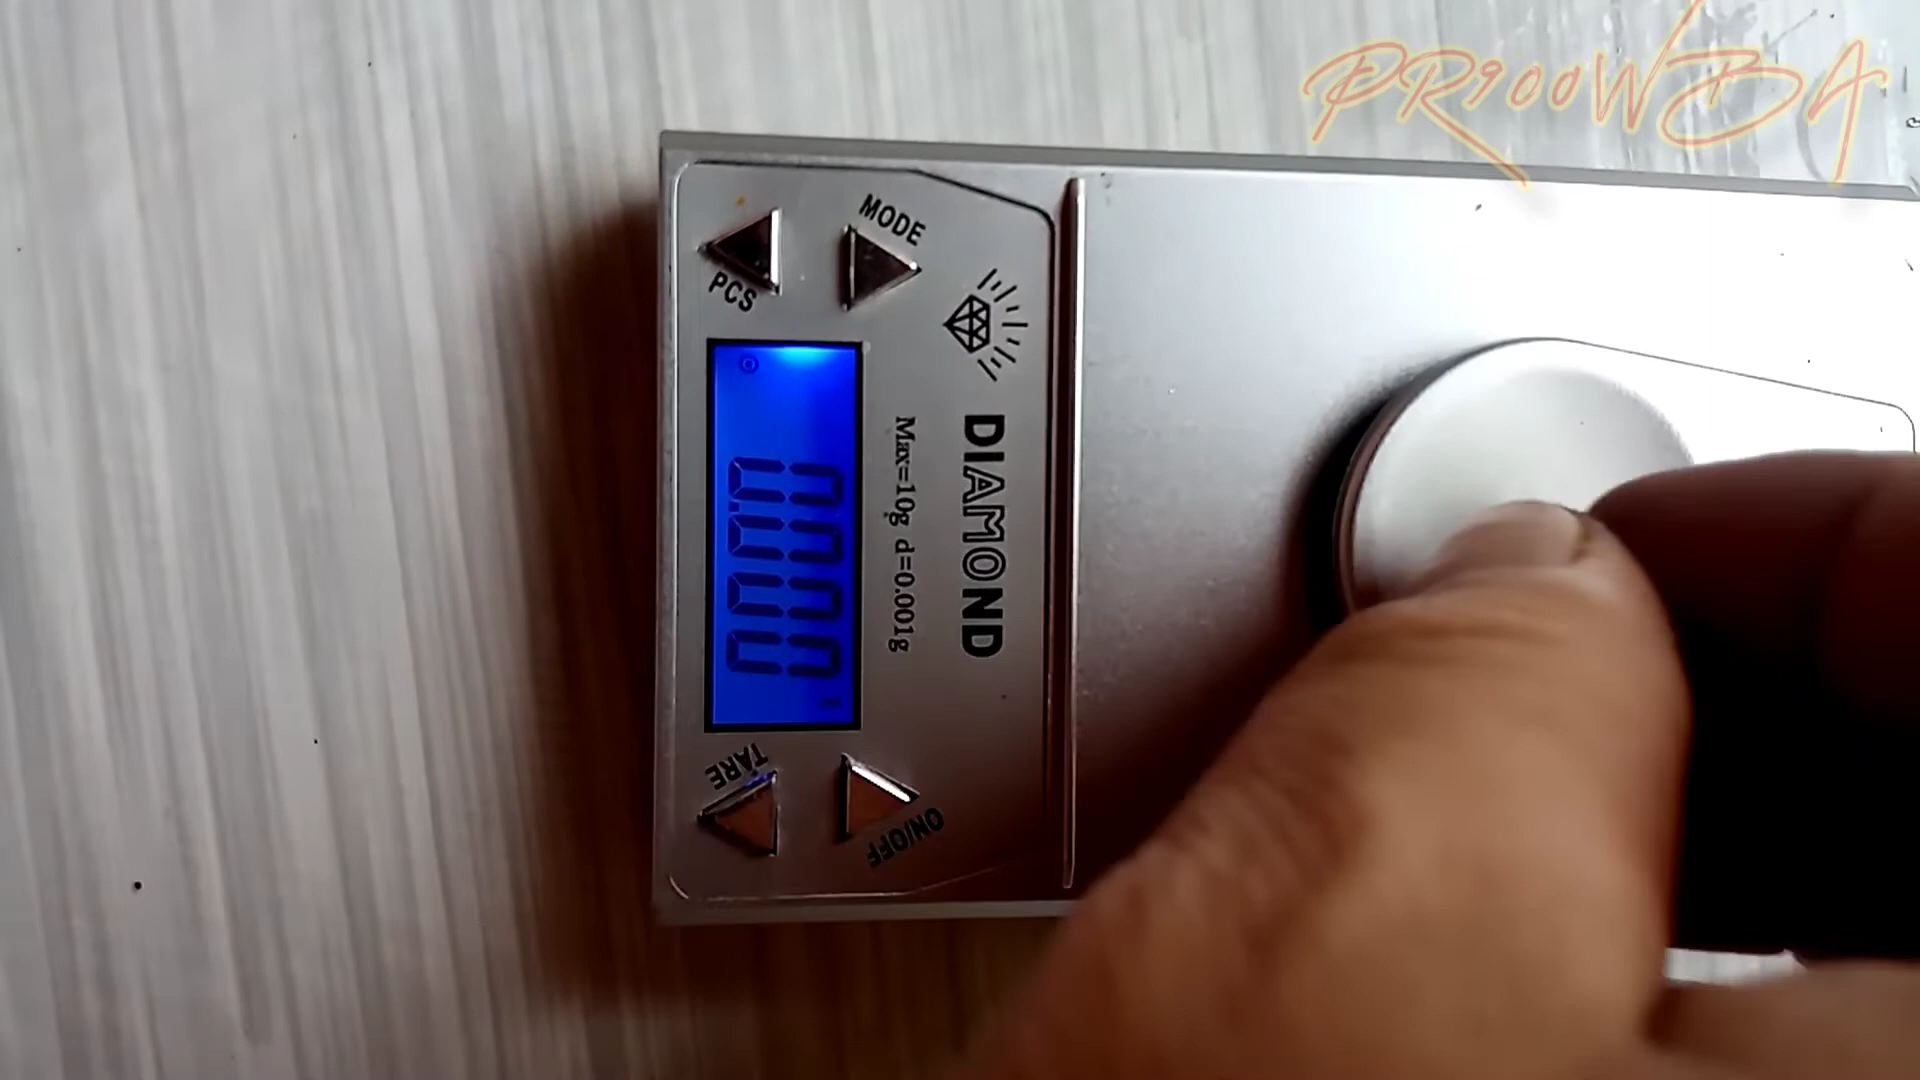 PR900WBA
MODE
PCS
DIAMOND
Max=10g d=0.001g
0.000
TARE
ON/OFF